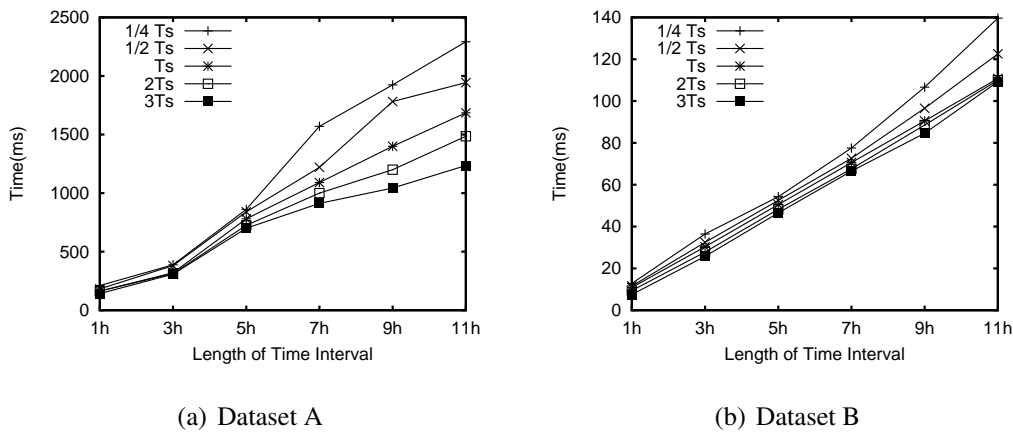 2500
2000
1500
1000
500
0
1h 3h 5h 7h 9h 11h
Time(ms)
Length of Time Interval
1/4 Ts
1/2 Ts
Ts
2Ts
3Ts
(a) Dataset A
140
120
100
80
60
40
20
0
1h 3h 5h 7h 9h 11h
Time(ms)
Length of Time Interval
1/4 Ts
1/2 Ts
Ts
2Ts
3Ts
(b) Dataset B